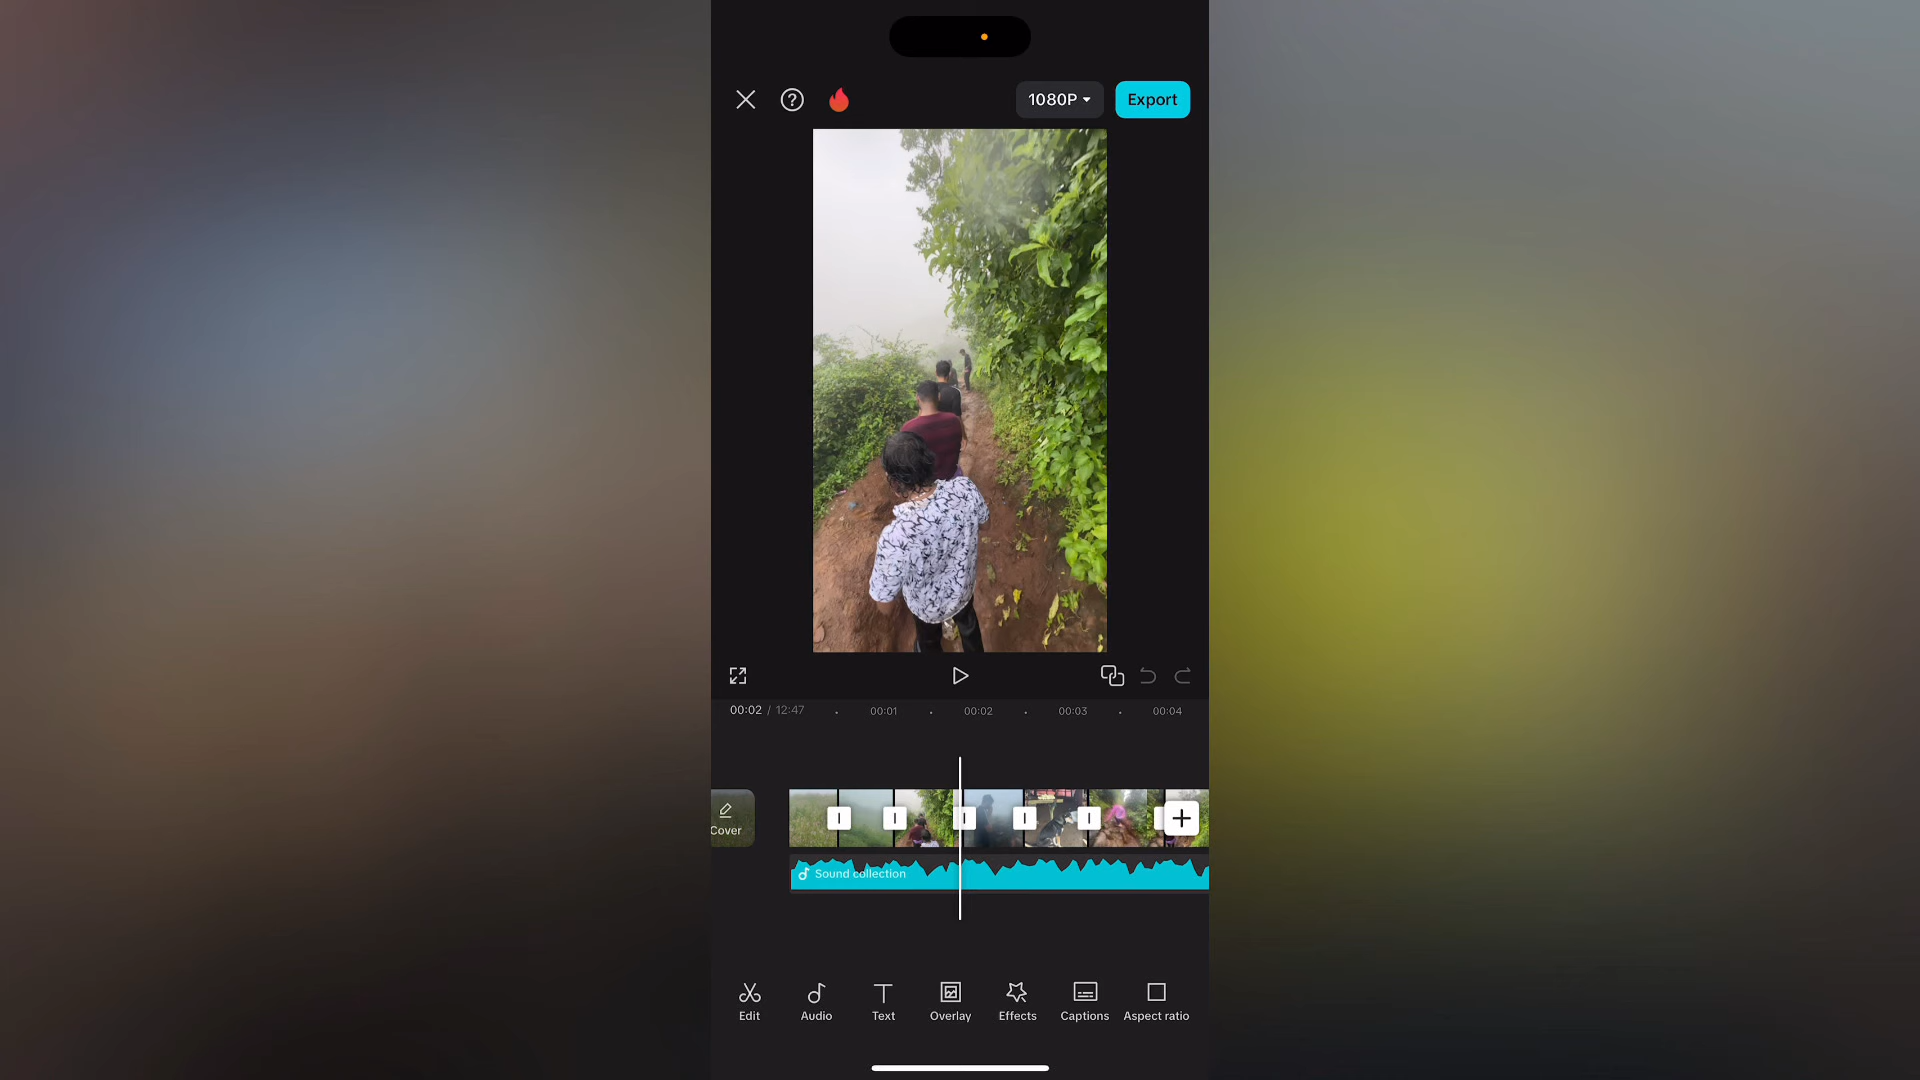 1080P
Export
00:02 / 12:47
00:01
00:02
00:03
00:04
Cover
Sound collection
Edit
Audio
Text
Overlay
Effects
Captions
Aspect ratio